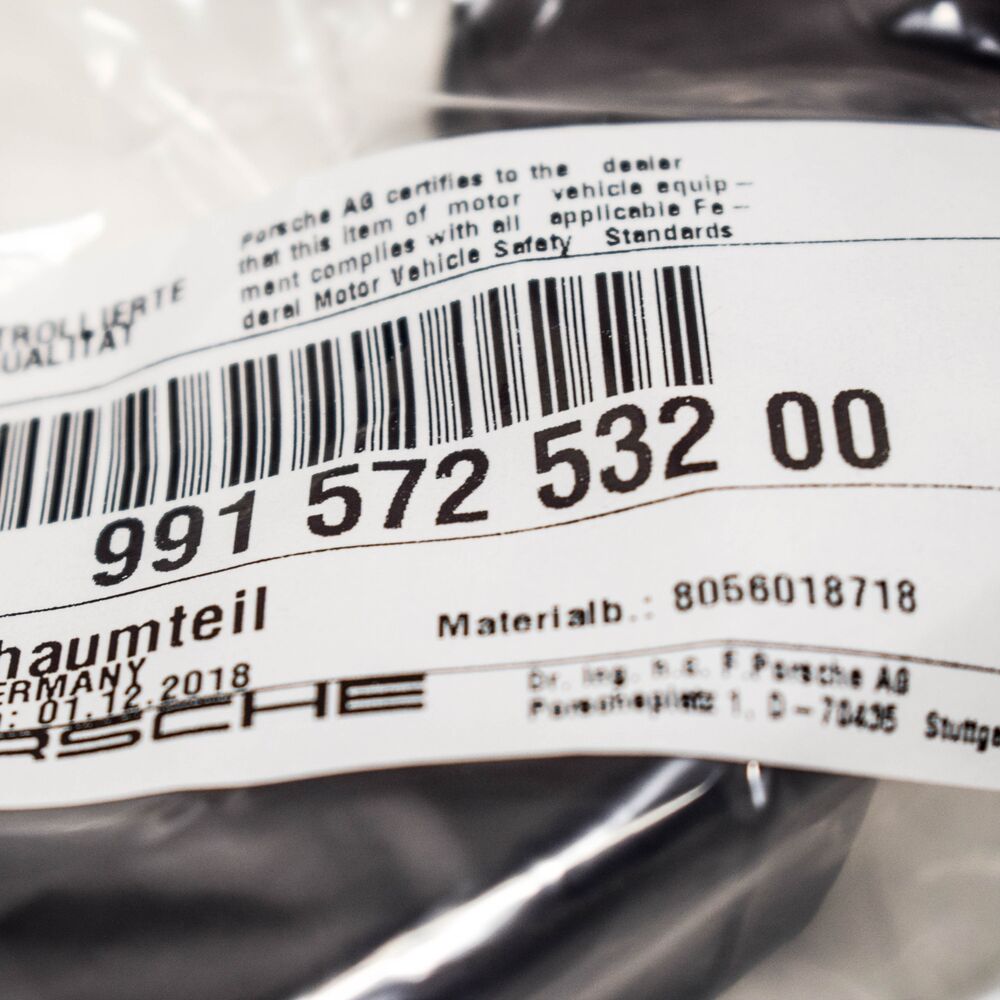 Porsche AG certifies to the dealer
that this item of motor vehicle equip-
ment complies with all applicable Fe-
deral Motor Vehicle Safety Standards
TROLLIERTE
UALITÄT
991 572 532 00
haumteil
Materialb.: 8056018718
ERMANY
: 01.12.2018
RSCHE
Dr. Ing. h.c. F.Porsche AG
Porscheplatz 1, D-70435 Stuttga